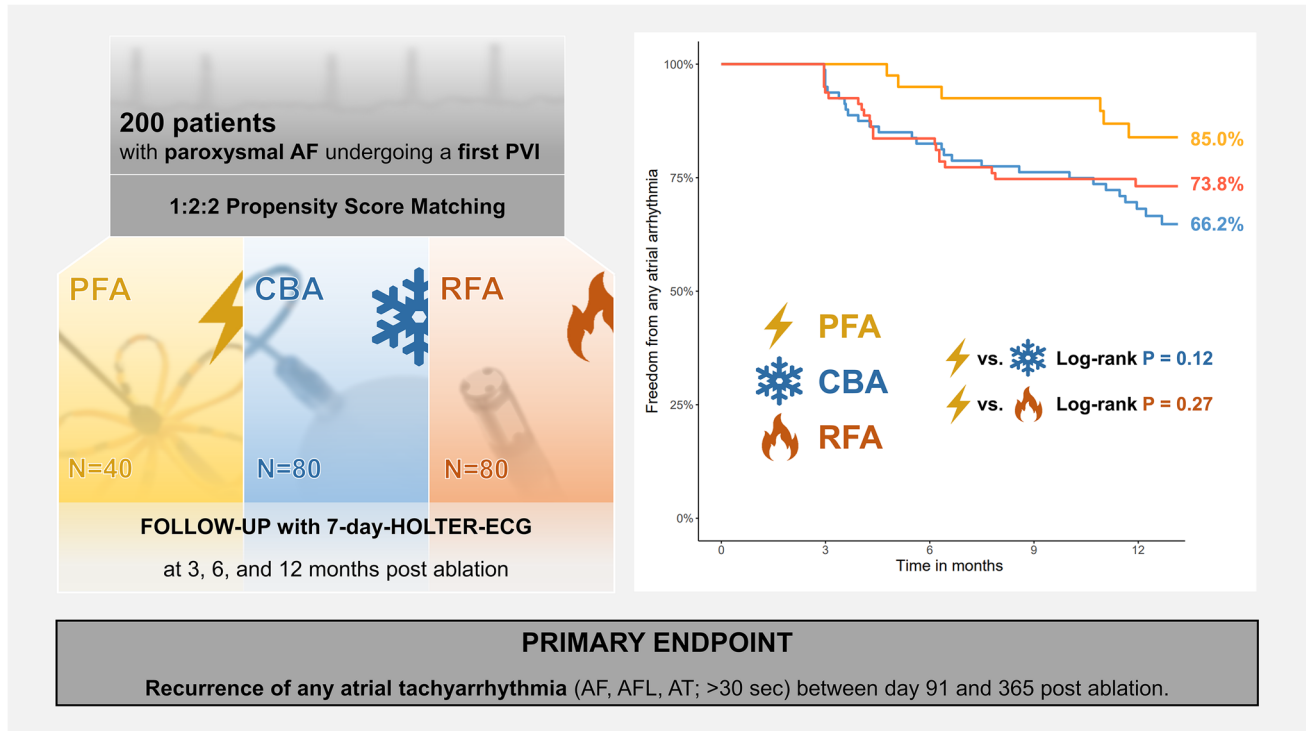 200 patients
with paroxysmal AF undergoing a first PVI
1:2:2 Propensity Score Matching
PFA
CBA
RFA
N=40
N=80
N=80
FOLLOW-UP with 7-day-HOLTER-ECG
at 3, 6, and 12 months post ablation
Freedom from any atrial arrhythmia
100%
75%
50%
25%
0%
85.0%
73.8%
66.2%
PFA
CBA
RFA
vs. Log-rank P = 0.12
vs. Log-rank P = 0.27
0 3 6 9 12
Time in months
PRIMARY ENDPOINT
Recurrence of any atrial tachyarrhythmia (AF, AFL, AT; >30 sec) between day 91 and 365 post ablation.